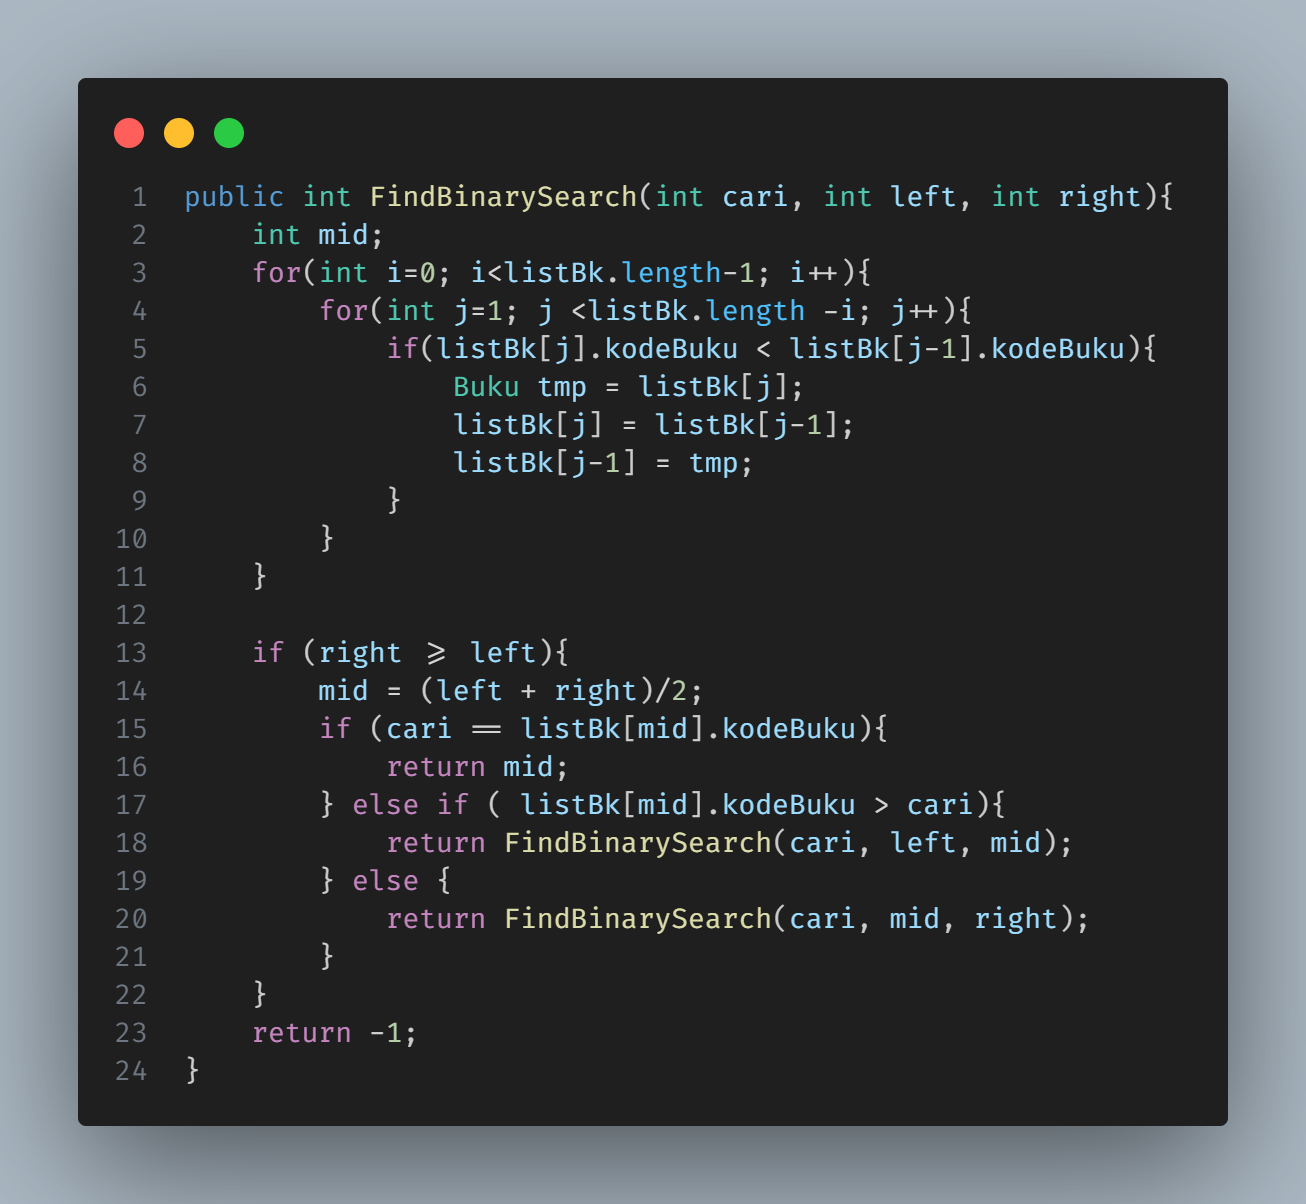 1 public int FindBinarySearch(int cari, int left, int right){
2     int mid;
3     for(int i=0; i<listBk.length-1; i++){
4         for(int j=1; j <listBk.length -i; j++){
5             if(listBk[j].kodeBuku < listBk[j-1].kodeBuku){
6                 Buku tmp = listBk[j];
7                 listBk[j] = listBk[j-1];
8                 listBk[j-1] = tmp;
9             }
10         }
11     }
12
13     if (right >= left){
14         mid = (left + right)/2;
15         if (cari == listBk[mid].kodeBuku){
16             return mid;
17         } else if ( listBk[mid].kodeBuku > cari){
18             return FindBinarySearch(cari, left, mid);
19         } else {
20             return FindBinarySearch(cari, mid, right);
21         }
22     }
23     return -1;
24 }